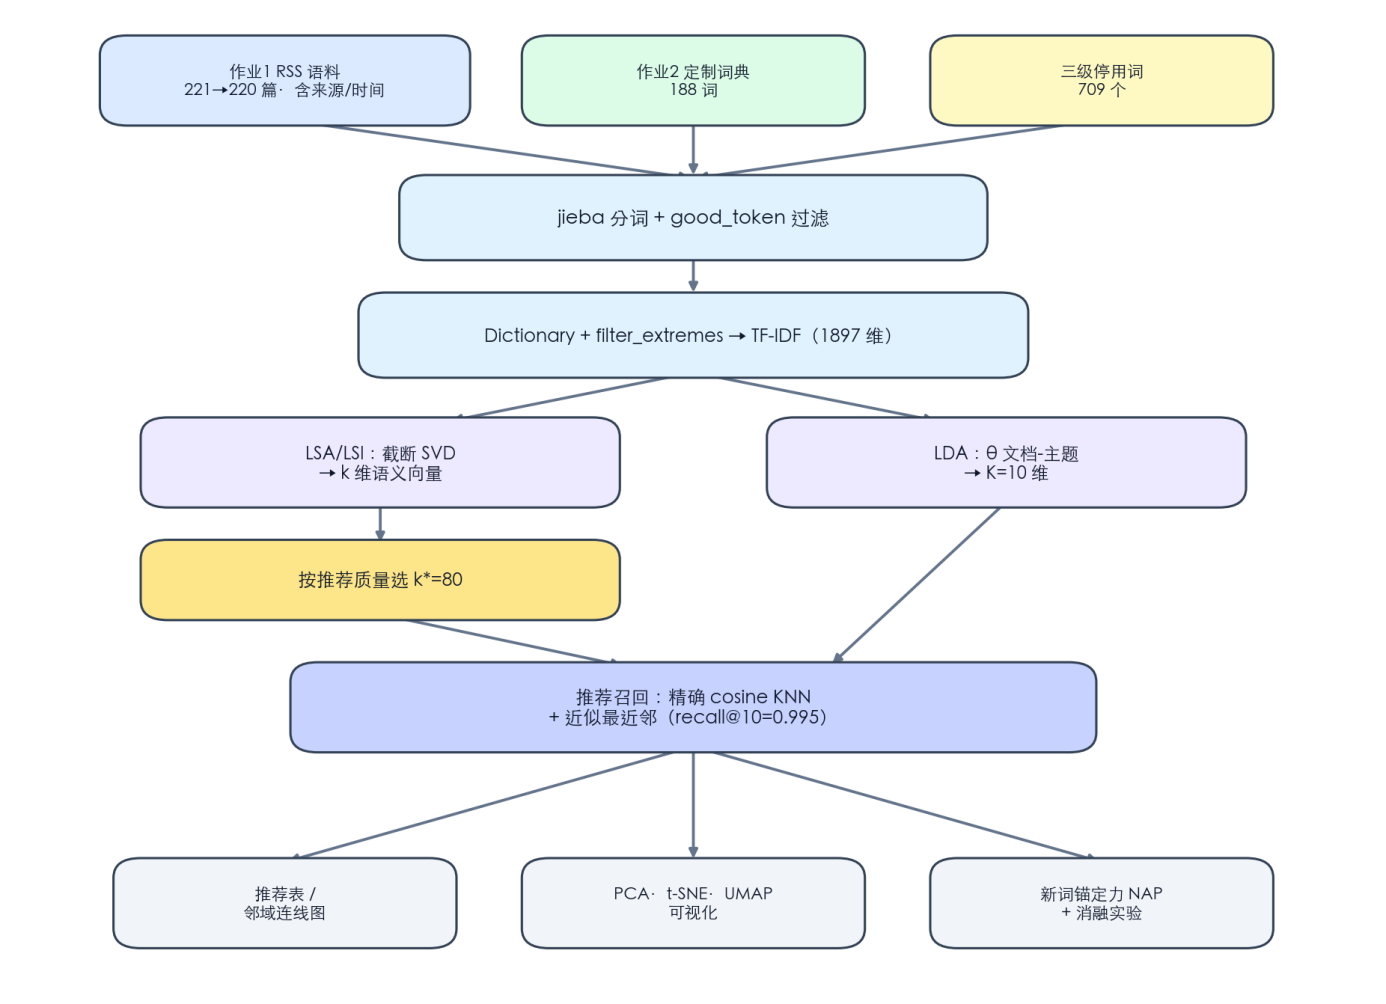 作业1 RSS 语料
221→220 篇· 含来源/时间
作业2 定制词典
188 词
三级停用词
709 个
jieba 分词 + good_token 过滤
Dictionary + filter_extremes → TF-IDF（1897 维）
LSA/LSI：截断 SVD
→ k 维语义向量
LDA：θ 文档-主题
→ K=10 维
按推荐质量选 k*=80
推荐召回：精确 cosine KNN
+ 近似最近邻（recall@10=0.995）
推荐表 /
邻域连线图
PCA· t-SNE· UMAP
可视化
新词锚定力 NAP
+ 消融实验